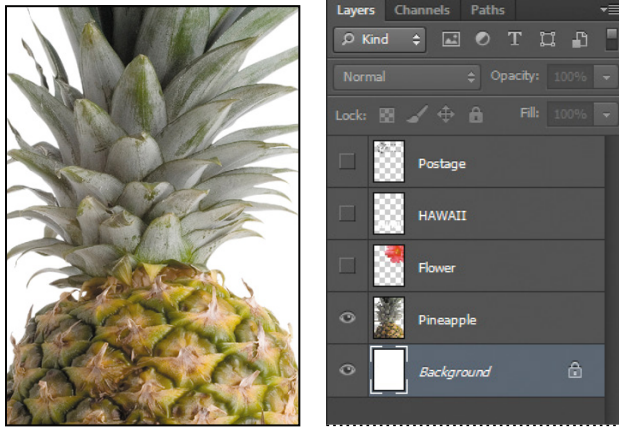 Layers Channels Paths
Kind T
Normal Opacity: 100%
Lock: Fill: 100%
Postage
HAWAII
Flower
Pineapple
Background